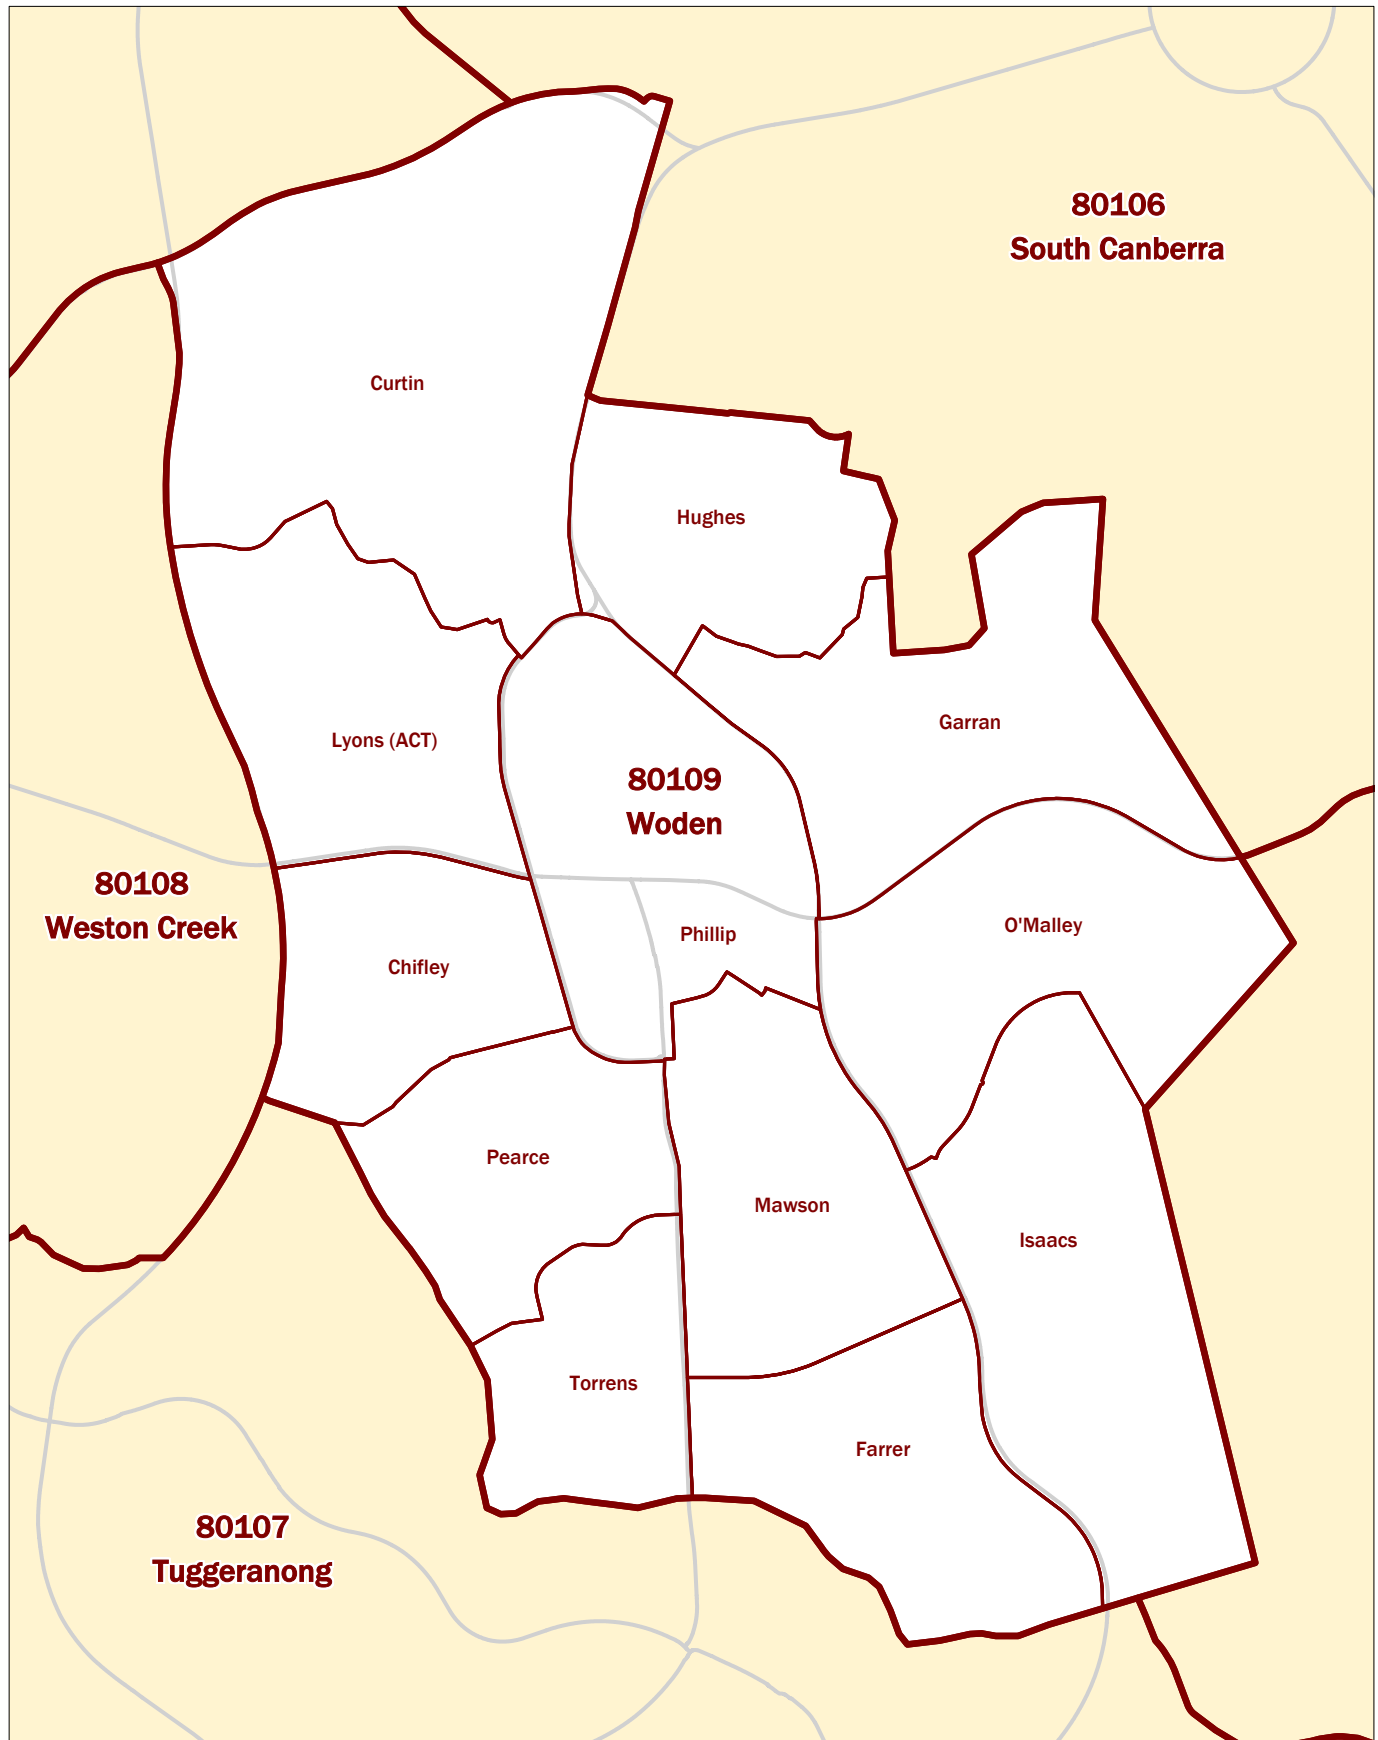 80106
South Canberra
Curtin
Hughes
Garran
Lyons (ACT)
80109
Woden
80108
Weston Creek
Phillip
O'Malley
Chifley
Pearce
Mawson
Isaacs
Torrens
Farrer
80107
Tuggeranong